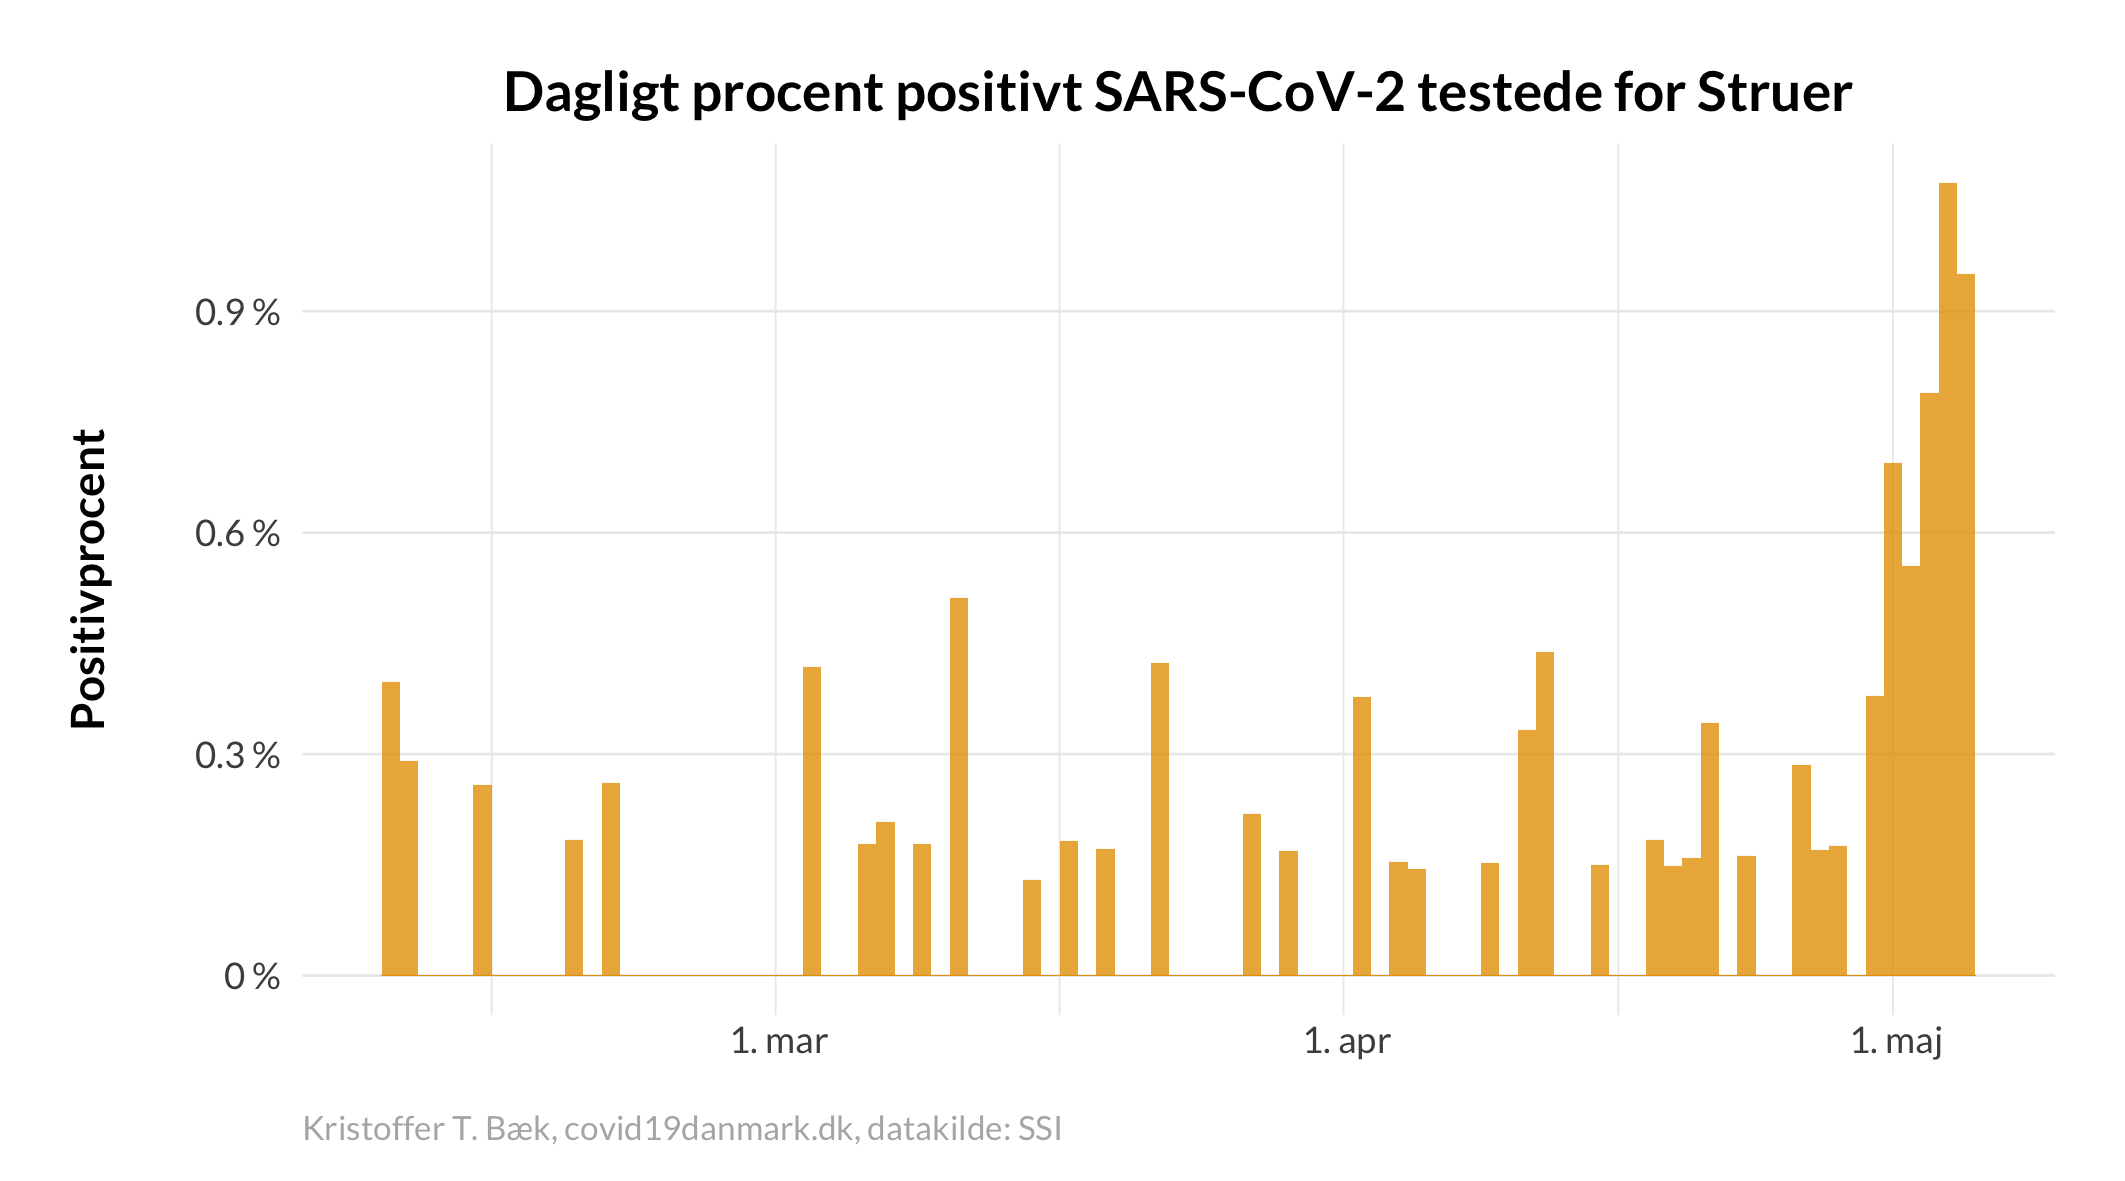 Dagligt procent positivt SARS-CoV-2 testede for Struer
Positivprocent
0.9 %
0.6 %
0.3 %
0 %
1. mar
1. apr
1. maj
Kristoffer T. Bæk, covid19danmark.dk, datakilde: SSI